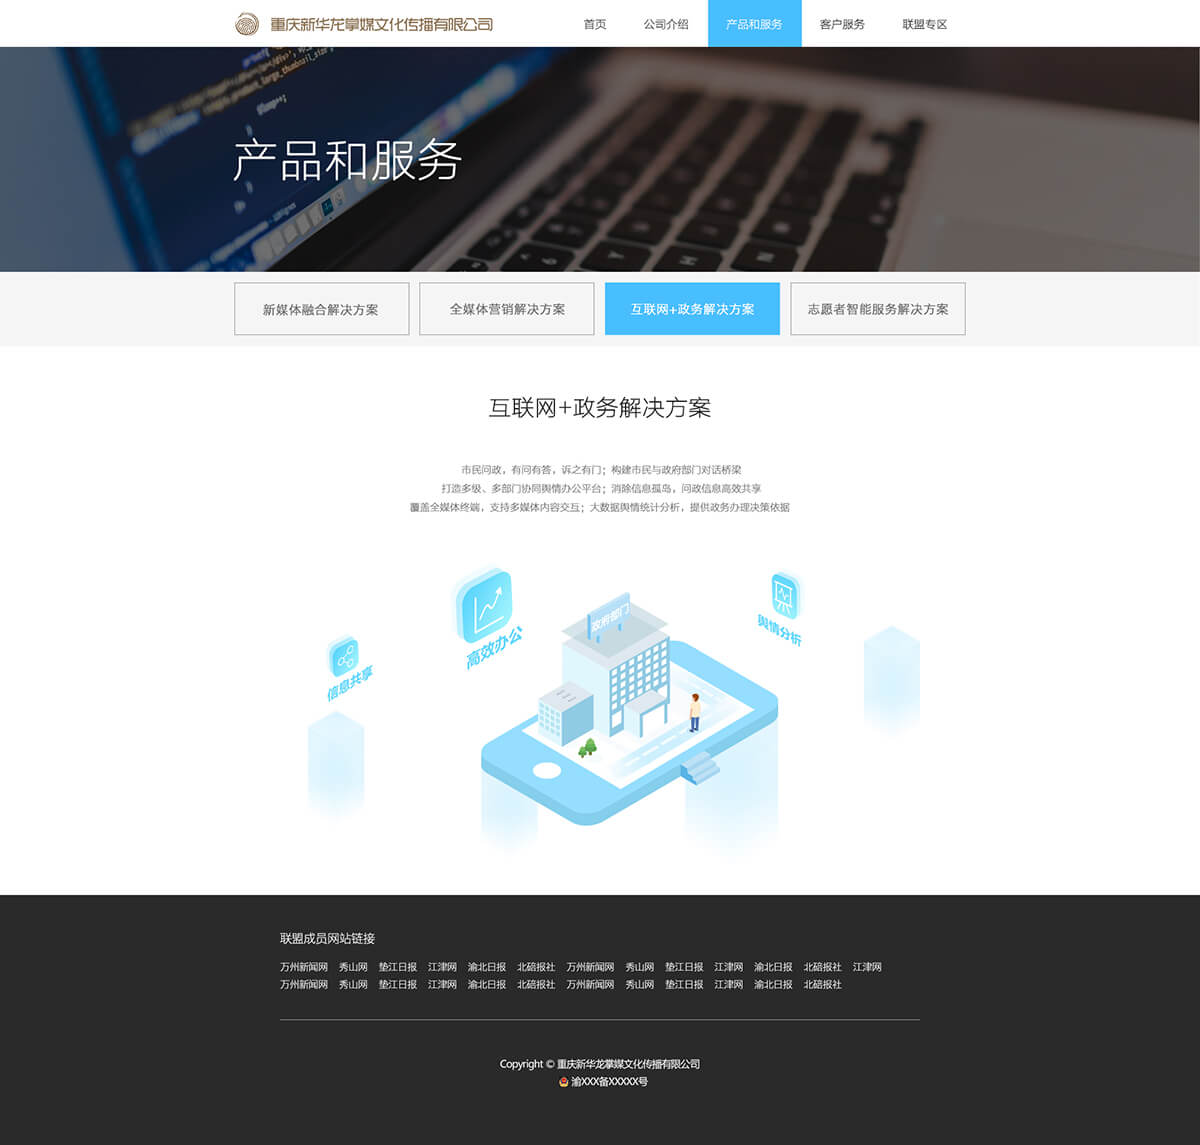 重庆新华龙掌媒文化传播有限公司
首页 公司介绍 产品和服务 客户服务 联盟专区
产品和服务
新媒体融合解决方案 全媒体营销解决方案 互联网+政务解决方案 志愿者智能服务解决方案
互联网+政务解决方案
市民问政，有问有答，诉之有门；构建市民与政府部门对话桥梁
打造多级、多部门协同舆情办公平台；消除信息孤岛，问政信息高效共享
覆盖全媒体终端，支持多媒体内容交互；大数据舆情统计分析，提供政务办理决策依据
高效办公
政府部门
舆情分析
信息共享
联盟成员网站链接
万州新闻网 秀山网 垫江日报 江津网 渝北日报 北碚报社 万州新闻网 秀山网 垫江日报 江津网 渝北日报 北碚报社 江津网
万州新闻网 秀山网 垫江日报 江津网 渝北日报 北碚报社 万州新闻网 秀山网 垫江日报 江津网 渝北日报 北碚报社
Copyright © 重庆新华龙掌媒文化传播有限公司
渝XXX备XXXXX号